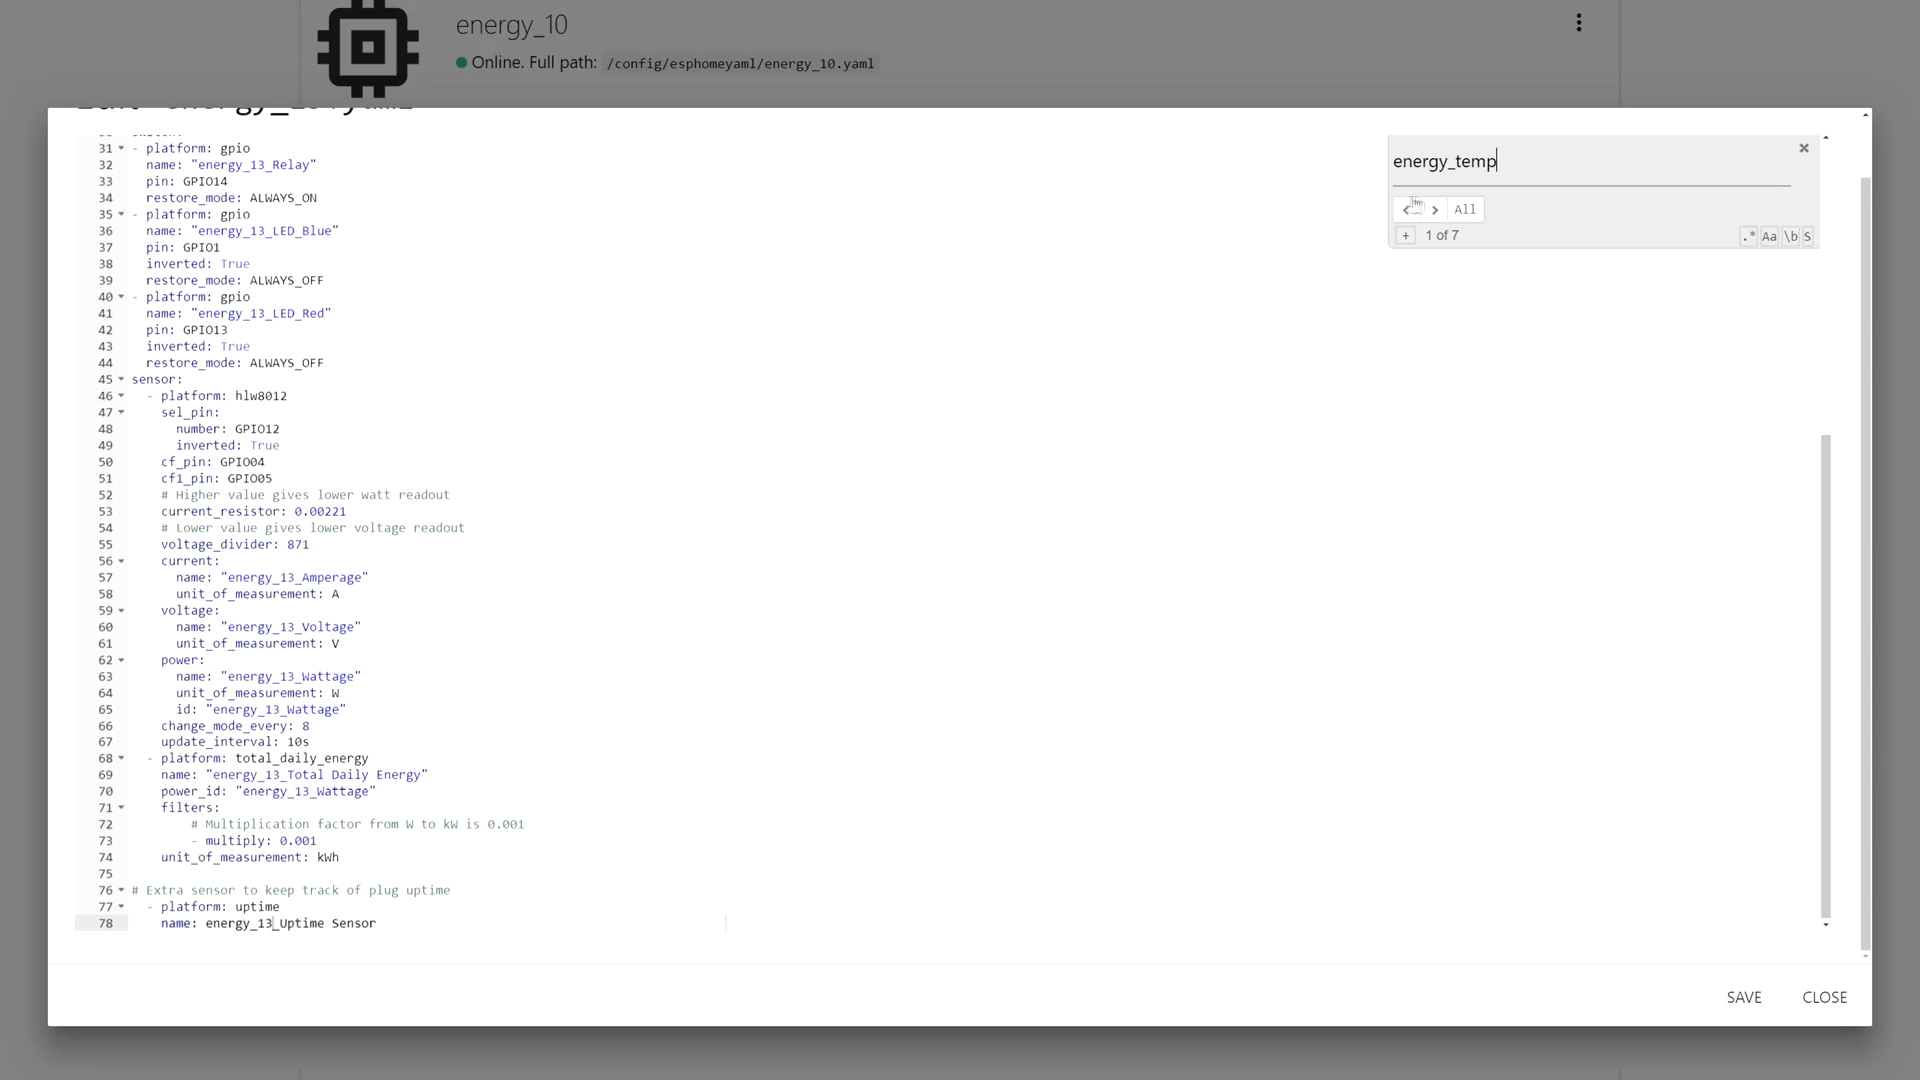 energy_10
Online. Full path: /config/esphomeyaml/energy_10.yaml
energy_temp
All
+ 1 of 7 .* Aa \b S
31 - platform: gpio
32 name: "energy_13_Relay"
33 pin: GPIO14
34 restore_mode: ALWAYS_ON
35 - platform: gpio
36 name: "energy_13_LED_Blue"
37 pin: GPIO1
38 inverted: True
39 restore_mode: ALWAYS_OFF
40 - platform: gpio
41 name: "energy_13_LED_Red"
42 pin: GPIO13
43 inverted: True
44 restore_mode: ALWAYS_OFF
45 sensor:
46 - platform: hlw8012
47 sel_pin:
48 number: GPIO12
49 inverted: True
50 cf_pin: GPIO04
51 cf1_pin: GPIO05
52 # Higher value gives lower watt readout
53 current_resistor: 0.00221
54 # Lower value gives lower voltage readout
55 voltage_divider: 871
56 current:
57 name: "energy_13_Amperage"
58 unit_of_measurement: A
59 voltage:
60 name: "energy_13_Voltage"
61 unit_of_measurement: V
62 power:
63 name: "energy_13_Wattage"
64 unit_of_measurement: W
65 id: "energy_13_Wattage"
66 change_mode_every: 8
67 update_interval: 10s
68 - platform: total_daily_energy
69 name: "energy_13_Total Daily Energy"
70 power_id: "energy_13_Wattage"
71 filters:
72 # Multiplication factor from W to kW is 0.001
73 - multiply: 0.001
74 unit_of_measurement: kWh
75
76 # Extra sensor to keep track of plug uptime
77 - platform: uptime
78 name: energy_13_Uptime Sensor
SAVE CLOSE